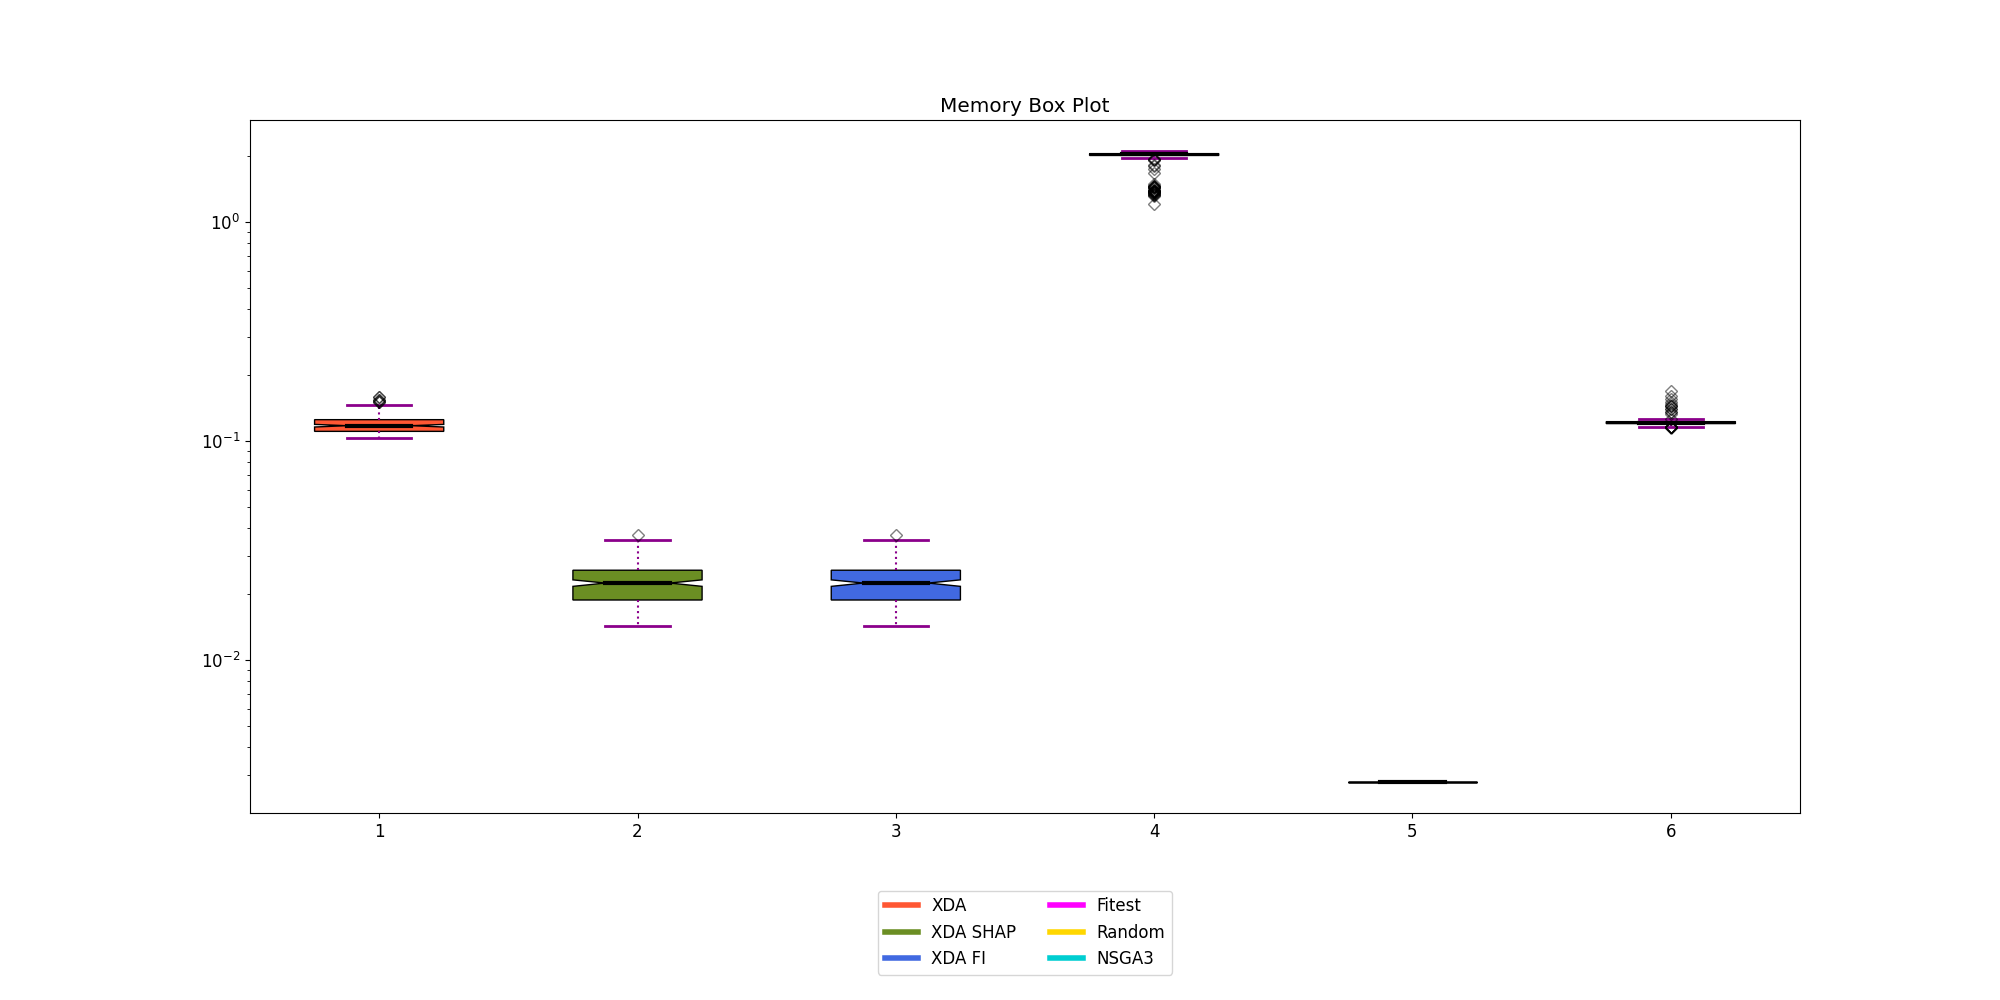 Memory Box Plot
10⁰
10⁻¹
10⁻²
1 2 3 4 5 6
XDA Fitest
XDA SHAP Random
XDA FI NSGA3